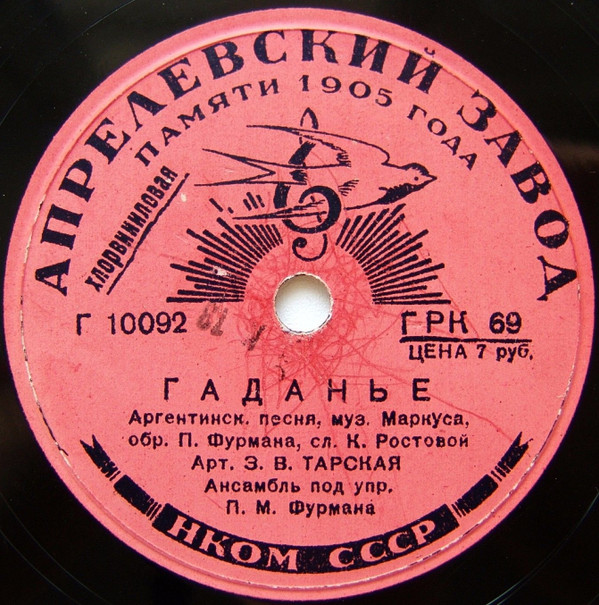 АПРЕЛЕВСКИЙ ЗАВОД
ПАМЯТИ 1905 ГОДА
ХЛОРВИНИЛОВАЯ
Г 10092
ГРК 69
ЦЕНА 7 руб.
ГАДАНЬЕ
Аргентинск. песня, муз. Маркуса,
обр. П. Фурмана, сл. К. Ростовой
Арт. З. В. ТАРСКАЯ
Ансамбль под упр.
П. М. Фурмана
НКОМ СССР